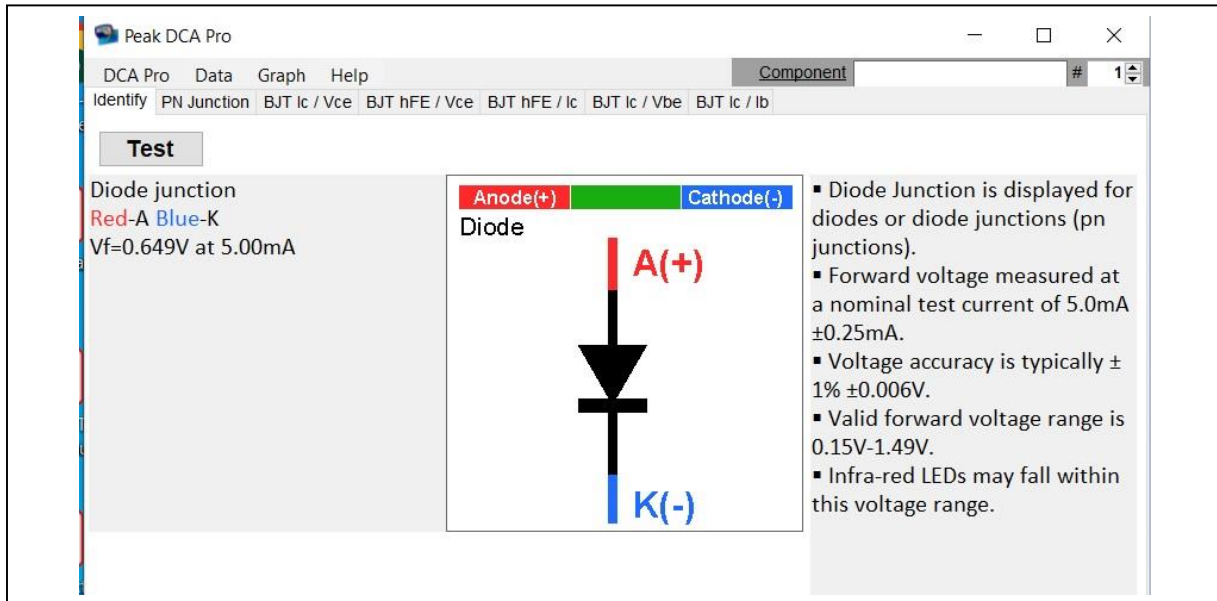 Peak DCA Pro
DCA Pro Data Graph Help Component # 1
Identify PN Junction BJT Ic / Vce BJT hFE / Vce BJT hFE / Ic BJT Ic / Vbe BJT Ic / Ib
Test
Diode junction
Red-A Blue-K
Vf=0.649V at 5.00mA
Anode(+) Cathode(-)
Diode
A(+)
K(-)
▪ Diode Junction is displayed for
diodes or diode junctions (pn
junctions).
▪ Forward voltage measured at
a nominal test current of 5.0mA
±0.25mA.
▪ Voltage accuracy is typically ±
1% ±0.006V.
▪ Valid forward voltage range is
0.15V-1.49V.
▪ Infra-red LEDs may fall within
this voltage range.